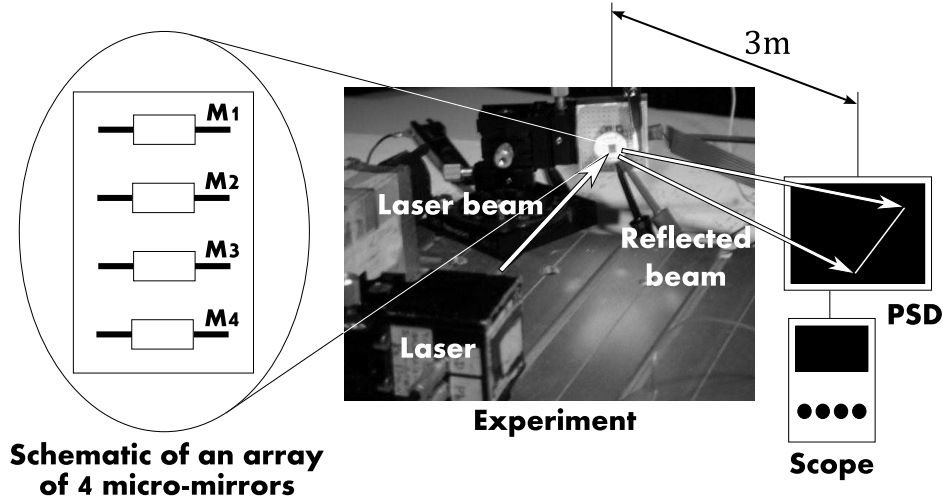 3m
M1
M2
M3
M4
Laser beam
Reflected
beam
Laser
PSD
Experiment
Scope
Schematic of an array
of 4 micro-mirrors